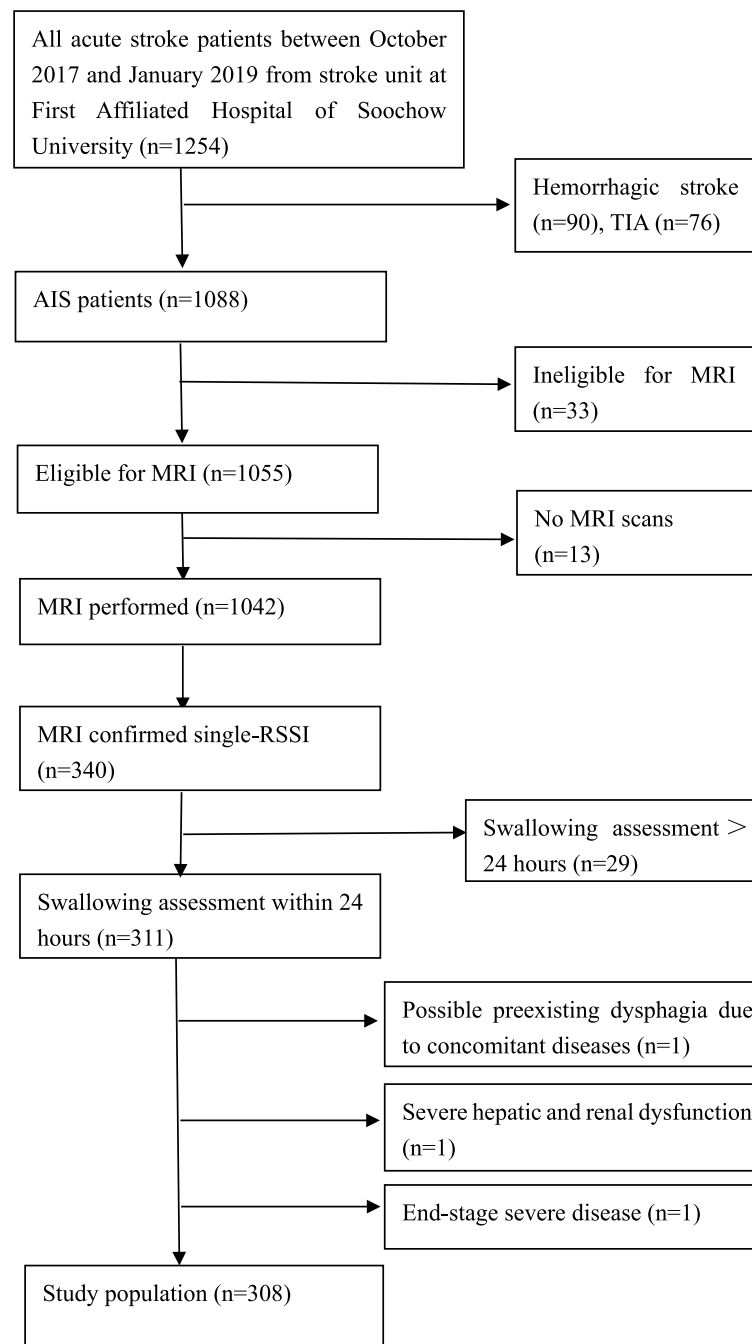 All acute stroke patients between October
2017 and January 2019 from stroke unit at
First Affiliated Hospital of Soochow
University (n=1254)
Hemorrhagic stroke
(n=90), TIA (n=76)
AIS patients (n=1088)
Ineligible for MRI
(n=33)
Eligible for MRI (n=1055)
No MRI scans
(n=13)
MRI performed (n=1042)
MRI confirmed single-RSSI
(n=340)
Swallowing assessment >
24 hours (n=29)
Swallowing assessment within 24
hours (n=311)
Possible preexisting dysphagia due
to concomitant diseases (n=1)
Severe hepatic and renal dysfunction
(n=1)
End-stage severe disease (n=1)
Study population (n=308)